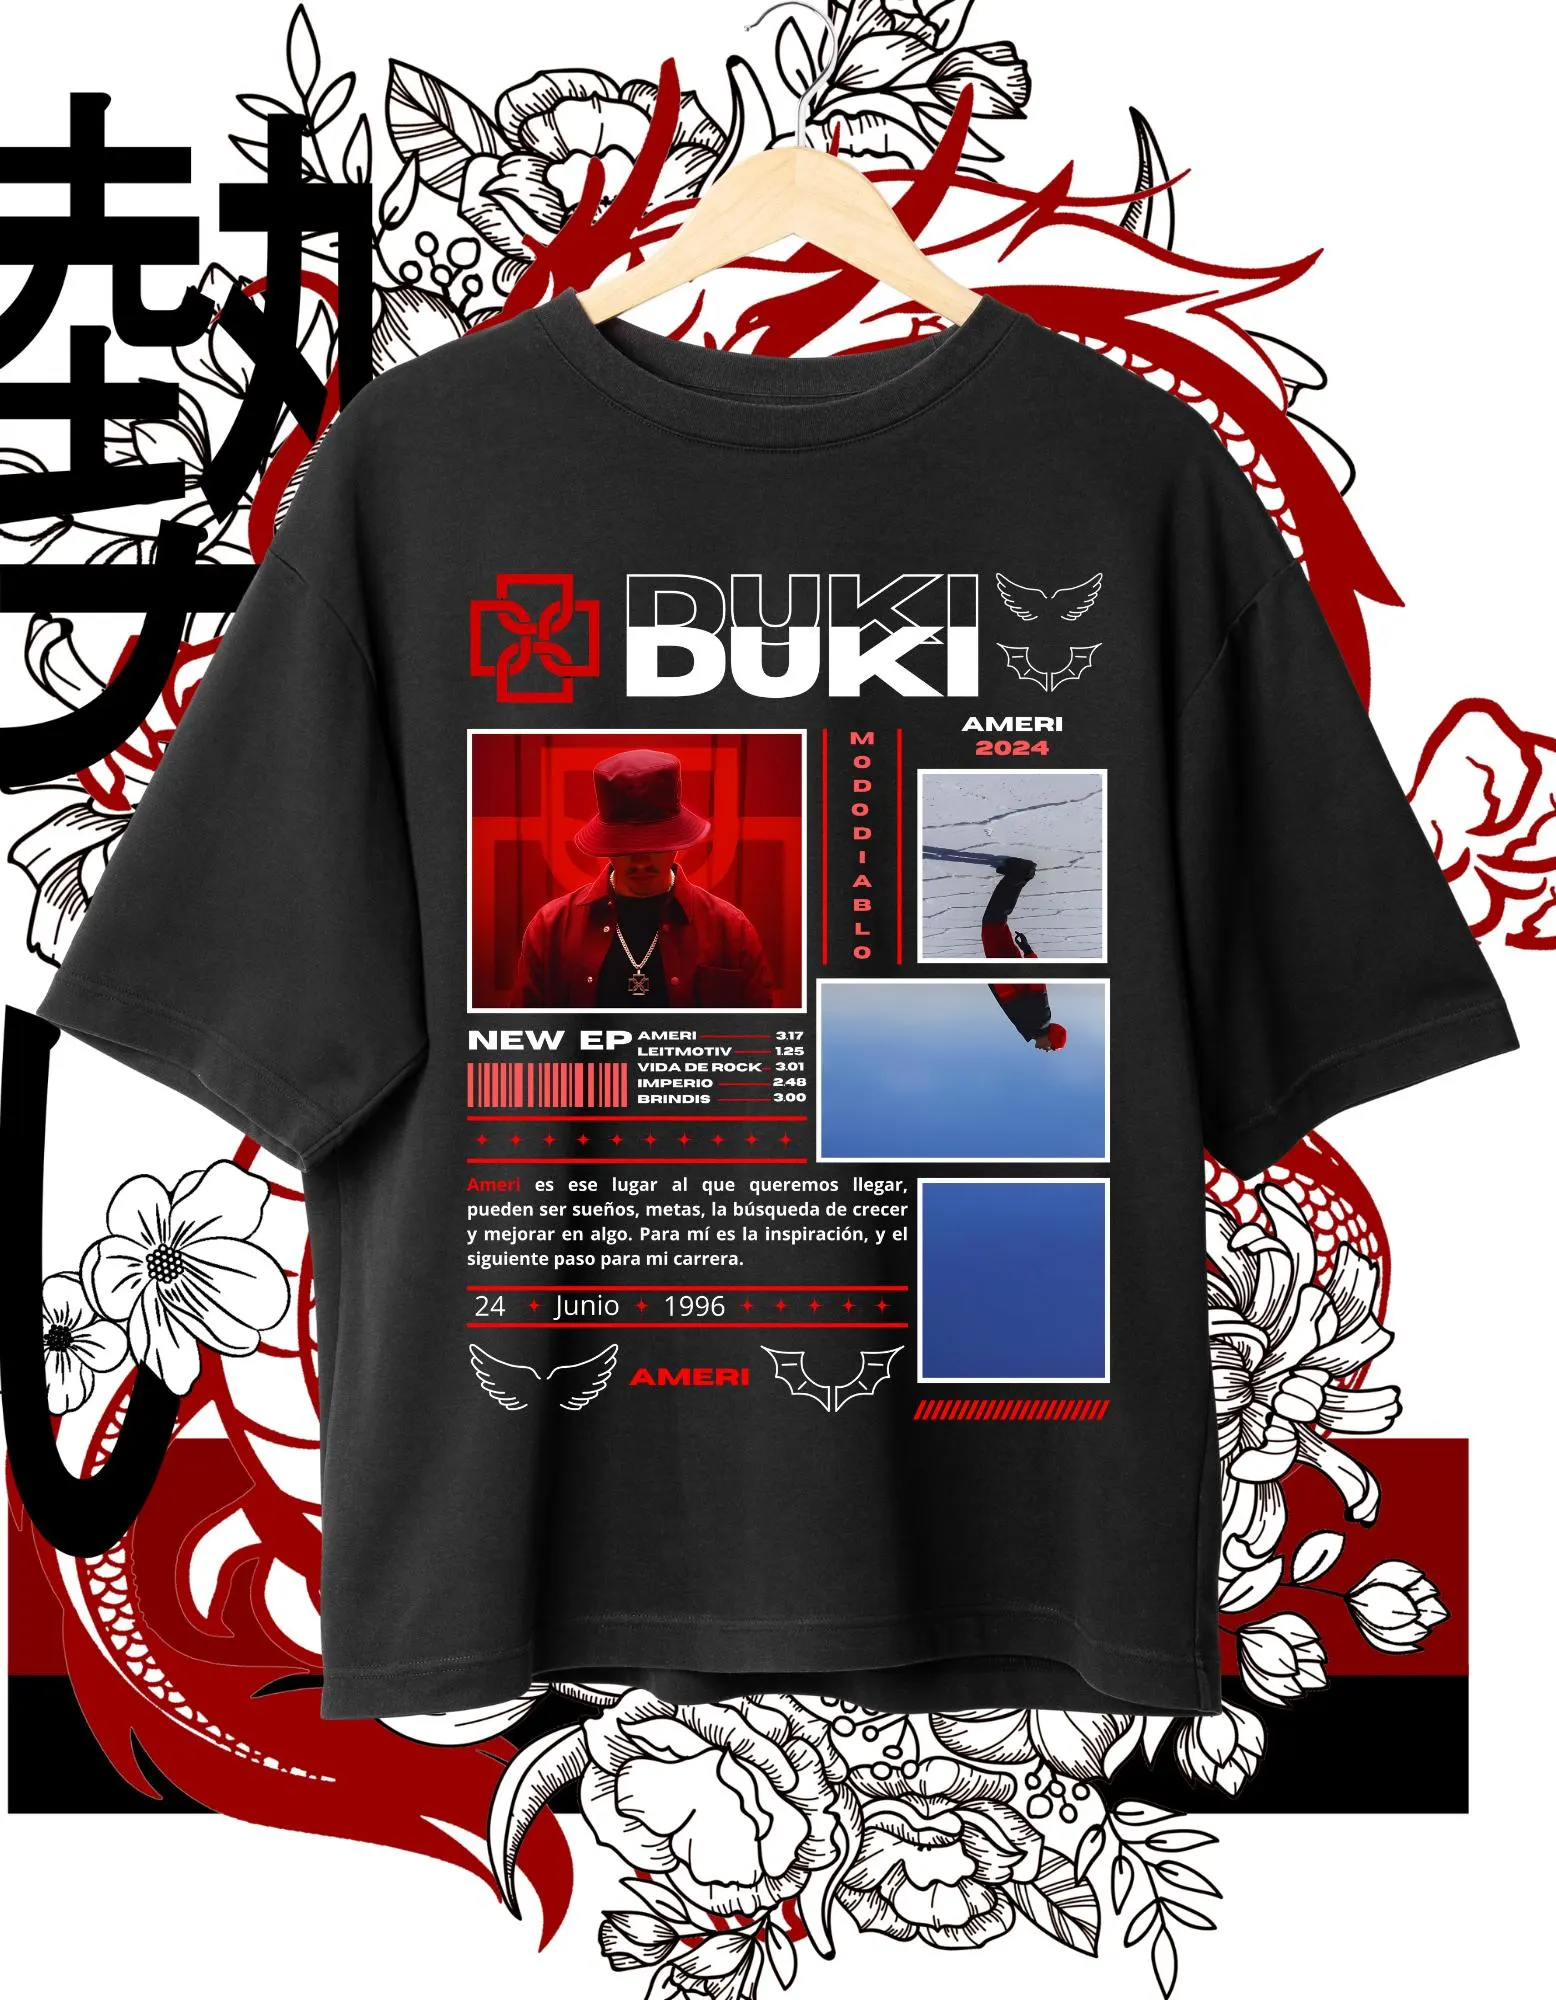 熱
ブ
し
DUKI
DUKI
AMERI
2024
MODODIABLO
NEW EP
AMERI 3.17
LEITMOTIV 1.25
VIDA DE ROCK 3.01
IMPERIO 2.48
BRINDIS 3.00
Ameri es ese lugar al que queremos llegar,
pueden ser sueños, metas, la búsqueda de crecer
y mejorar en algo. Para mí es la inspiración, y el
siguiente paso para mi carrera.
24 Junio 1996
AMERI